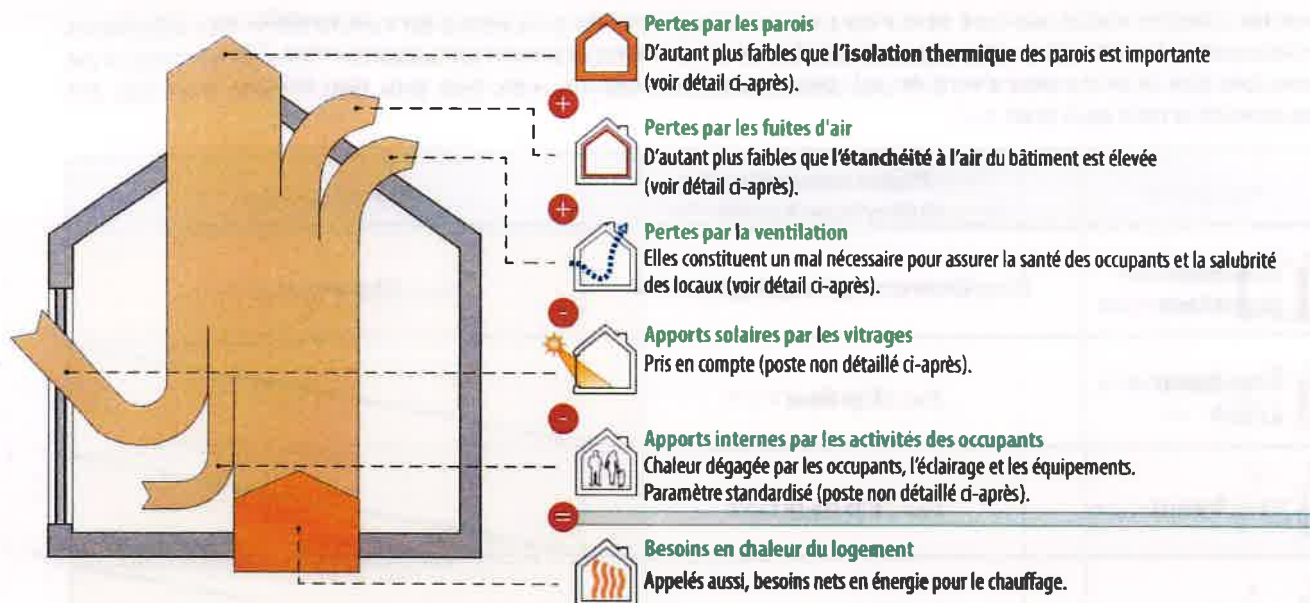 Pertes par les parois
D'autant plus faibles que l'isolation thermique des parois est importante
(voir détail ci-après).
+
Pertes par les fuites d'air
D'autant plus faibles que l'étanchéité à l'air du bâtiment est élevée
(voir détail ci-après).
+
Pertes par la ventilation
Elles constituent un mal nécessaire pour assurer la santé des occupants et la salubrité
des locaux (voir détail ci-après).
-
Apports solaires par les vitrages
Pris en compte (poste non détaillé ci-après).
-
Apports internes par les activités des occupants
Chaleur dégagée par les occupants, l'éclairage et les équipements.
Paramètre standardisé (poste non détaillé ci-après).
=
Besoins en chaleur du logement
Appelés aussi, besoins nets en énergie pour le chauffage.